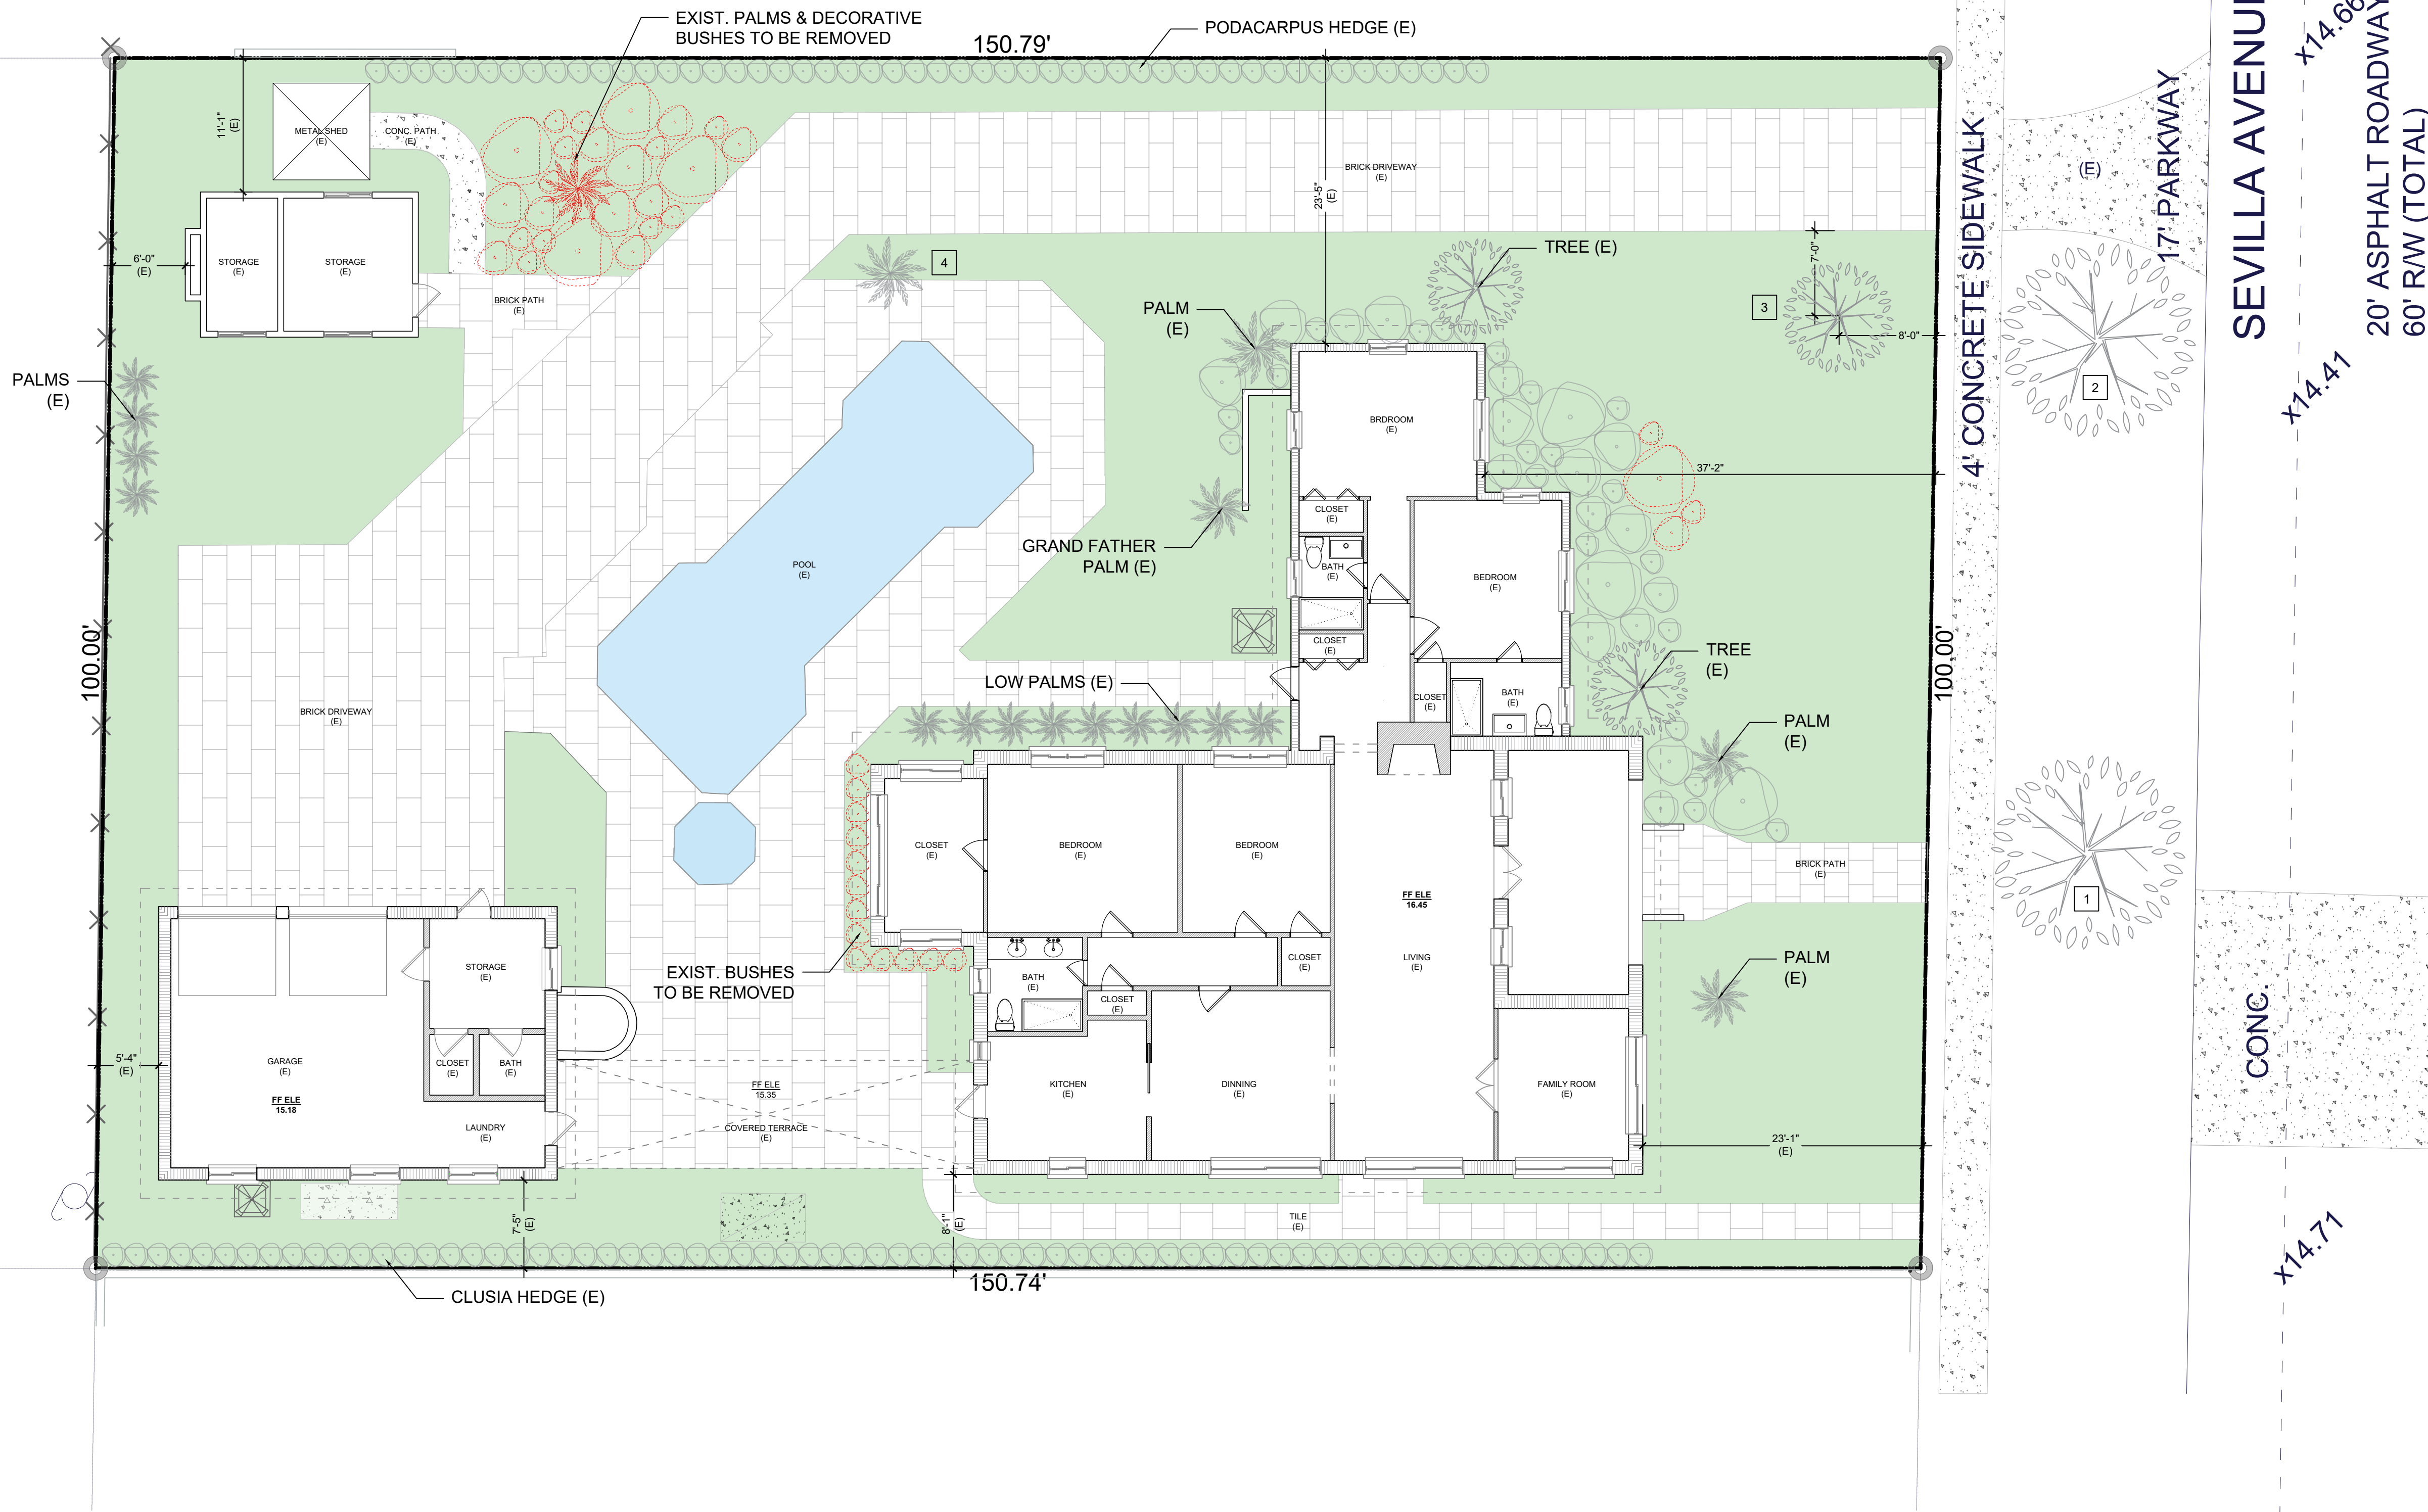 EXIST. PALMS & DECORATIVE
BUSHES TO BE REMOVED
150.79'
PODACARPUS HEDGE (E)
SEVILLA AVENUE
x14.66
20' ASPHALT ROADWAY
60' R/W (TOTAL)
17' PARKWAY
(E)
4' CONCRETE SIDEWALK
11'-1"
(E)
METAL SHED
(E)
CONC. PATH
(E)
BRICK DRIVEWAY
(E)
23'-5"
(E)
6'-0"
(E)
STORAGE
(E)
STORAGE
(E)
4
TREE (E)
7'-0"
3
8'-0"
BRICK PATH
(E)
PALM
(E)
2
x14.41
PALMS
(E)
BRDROOM
(E)
37'-2"
CLOSET
(E)
GRAND FATHER
PALM (E)
BATH
(E)
POOL
(E)
BEDROOM
(E)
CLOSET
(E)
100.00'
100.00'
TREE
(E)
LOW PALMS (E)
CLOSET
(E)
BATH
(E)
BRICK DRIVEWAY
(E)
PALM
(E)
CLOSET
(E)
BEDROOM
(E)
BEDROOM
(E)
BRICK PATH
(E)
FF ELE
16.45
1
STORAGE
(E)
EXIST. BUSHES
TO BE REMOVED
BATH
(E)
CLOSET
(E)
LIVING
(E)
PALM
(E)
CLOSET
(E)
CONC.
5'-4"
(E)
GARAGE
(E)
CLOSET
(E)
BATH
(E)
FF ELE
15.35
KITCHEN
(E)
DINNING
(E)
FAMILY ROOM
(E)
FF ELE
15.18
LAUNDRY
(E)
COVERED TERRACE
(E)
23'-1"
(E)
7'-5"
(E)
8'-1"
(E)
TILE
(E)
x14.71
150.74'
CLUSIA HEDGE (E)